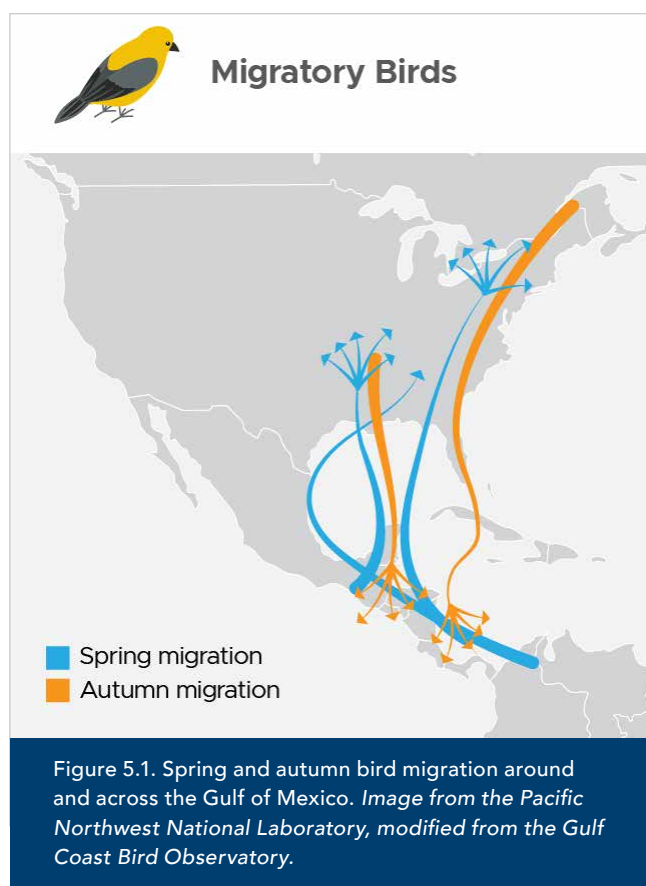 Migratory Birds
Spring migration
Autumn migration
Figure 5.1. Spring and autumn bird migration around
and across the Gulf of Mexico. Image from the Pacific
Northwest National Laboratory, modified from the Gulf
Coast Bird Observatory.